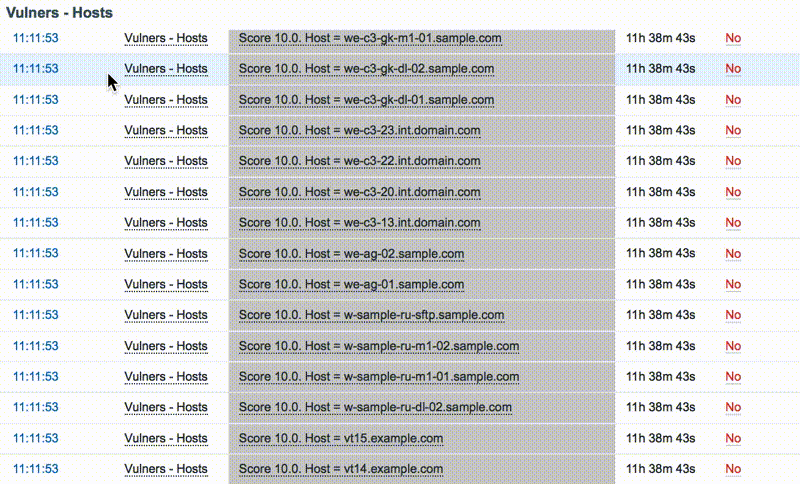 Vulners - Hosts
11:11:53 Vulners - Hosts Score 10.0. Host = we-c3-gk-m1-01.sample.com 11h 38m 43s No
11:11:53 Vulners - Hosts Score 10.0. Host = we-c3-gk-dl-02.sample.com 11h 38m 43s No
11:11:53 Vulners - Hosts Score 10.0. Host = we-c3-gk-dl-01.sample.com 11h 38m 43s No
11:11:53 Vulners - Hosts Score 10.0. Host = we-c3-23.int.domain.com 11h 38m 43s No
11:11:53 Vulners - Hosts Score 10.0. Host = we-c3-22.int.domain.com 11h 38m 43s No
11:11:53 Vulners - Hosts Score 10.0. Host = we-c3-20.int.domain.com 11h 38m 43s No
11:11:53 Vulners - Hosts Score 10.0. Host = we-c3-13.int.domain.com 11h 38m 43s No
11:11:53 Vulners - Hosts Score 10.0. Host = we-ag-02.sample.com 11h 38m 43s No
11:11:53 Vulners - Hosts Score 10.0. Host = we-ag-01.sample.com 11h 38m 43s No
11:11:53 Vulners - Hosts Score 10.0. Host = w-sample-ru-sftp.sample.com 11h 38m 43s No
11:11:53 Vulners - Hosts Score 10.0. Host = w-sample-ru-m1-02.sample.com 11h 38m 43s No
11:11:53 Vulners - Hosts Score 10.0. Host = w-sample-ru-m1-01.sample.com 11h 38m 43s No
11:11:53 Vulners - Hosts Score 10.0. Host = w-sample-ru-dl-02.sample.com 11h 38m 43s No
11:11:53 Vulners - Hosts Score 10.0. Host = vt15.example.com 11h 38m 43s No
11:11:53 Vulners - Hosts Score 10.0. Host = vt14.example.com 11h 38m 43s No